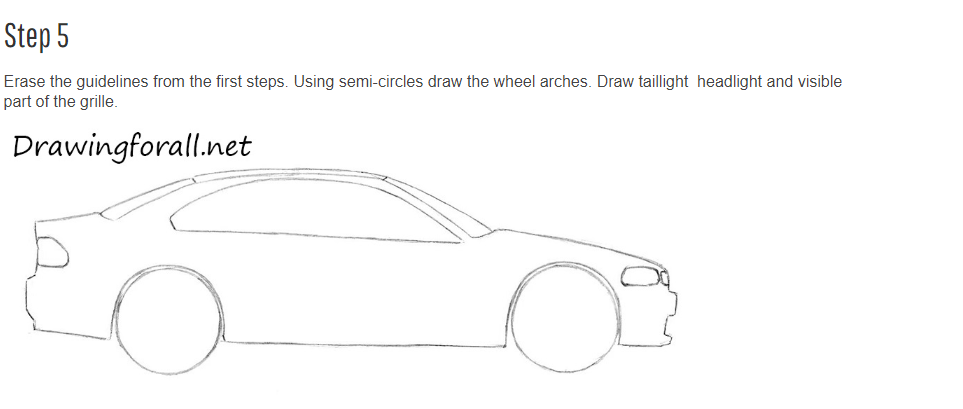 Step 5
Erase the guidelines from the first steps. Using semi-circles draw the wheel arches. Draw taillight  headlight and visible
part of the grille.
Drawingforall.net